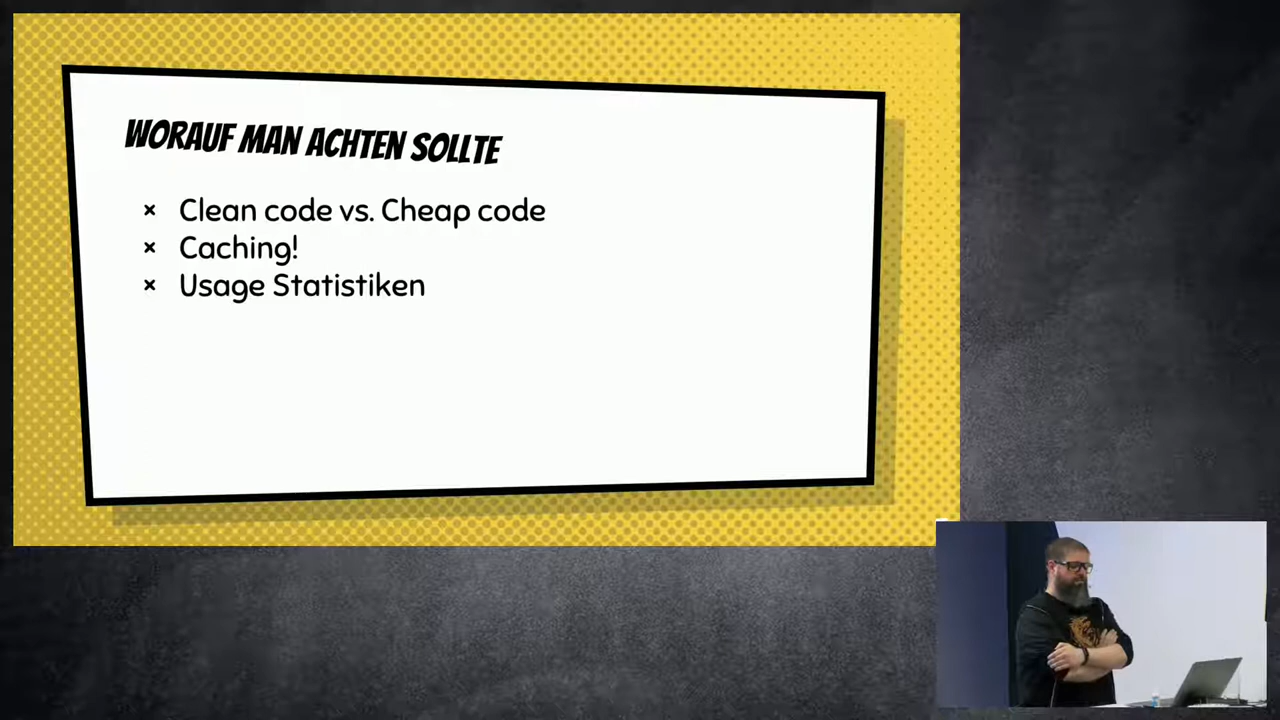 WORAUF MAN ACHTEN SOLLTE
× Clean code vs. Cheap code
× Caching!
× Usage Statistiken